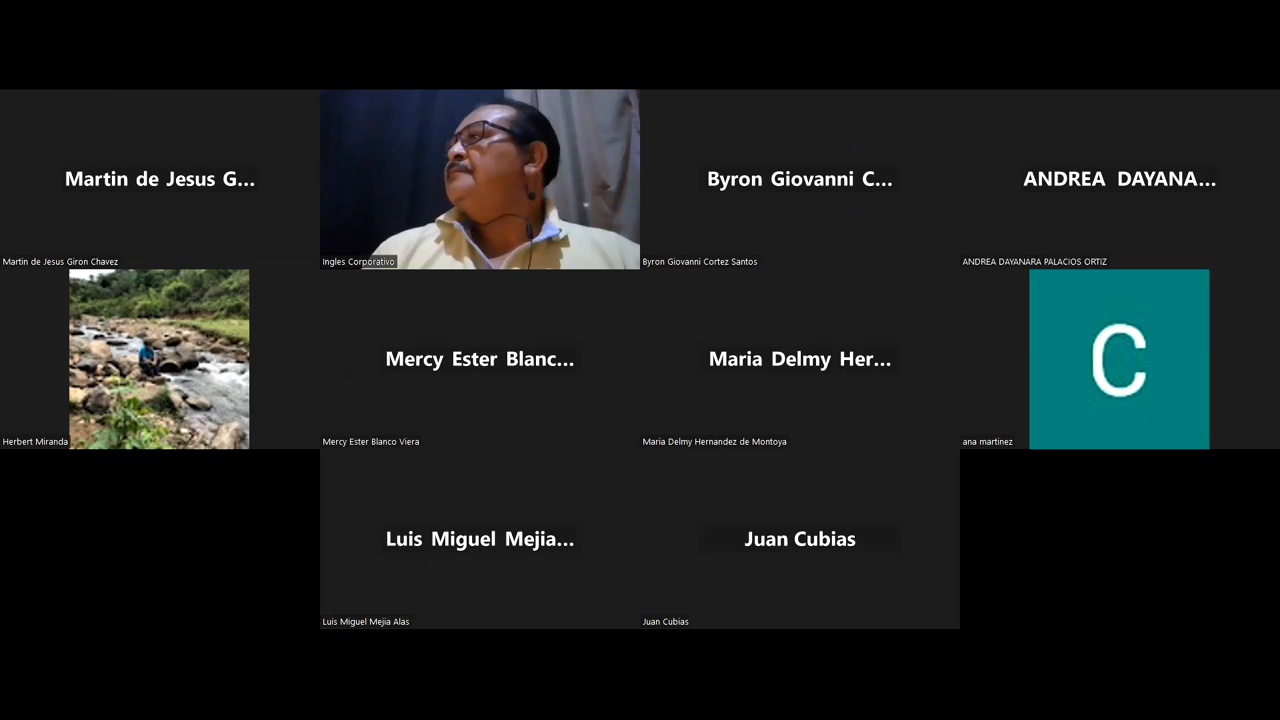 Martin de Jesus G...
Byron Giovanni C...
ANDREA DAYANA...
Martin de Jesus Giron Chavez
Ingles Corporativo
Byron Giovanni Cortez Santos
ANDREA DAYANARA PALACIOS ORTIZ
Mercy Ester Blanc...
Maria Delmy Her...
C
Herbert Miranda
Mercy Ester Blanco Viera
Maria Delmy Hernandez de Montoya
ana martinez
Luis Miguel Mejia...
Juan Cubias
Luis Miguel Mejia Alas
Juan Cubias